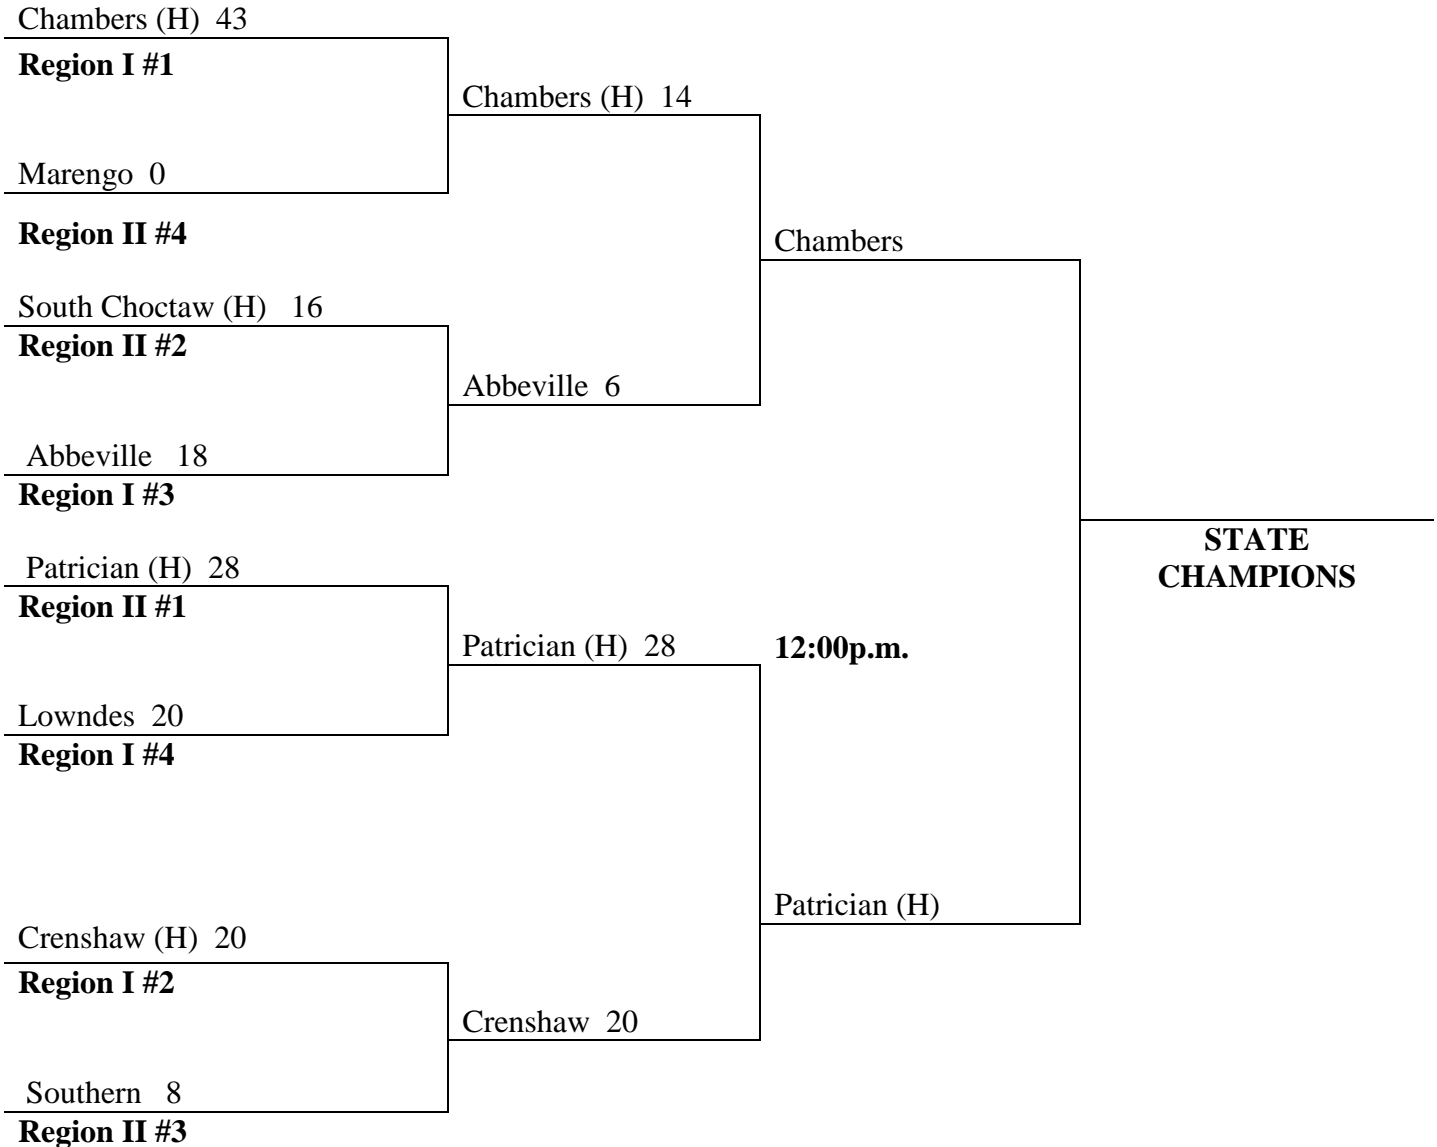 Chambers (H) 43
Region I #1
Chambers (H) 14
Marengo 0
Region II #4
Chambers
South Choctaw (H) 16
Region II #2
Abbeville 6
Abbeville 18
Region I #3
STATE
CHAMPIONS
Patrician (H) 28
Region II #1
Patrician (H) 28
12:00p.m.
Lowndes 20
Region I #4
Patrician (H)
Crenshaw (H) 20
Region I #2
Crenshaw 20
Southern 8
Region II #3